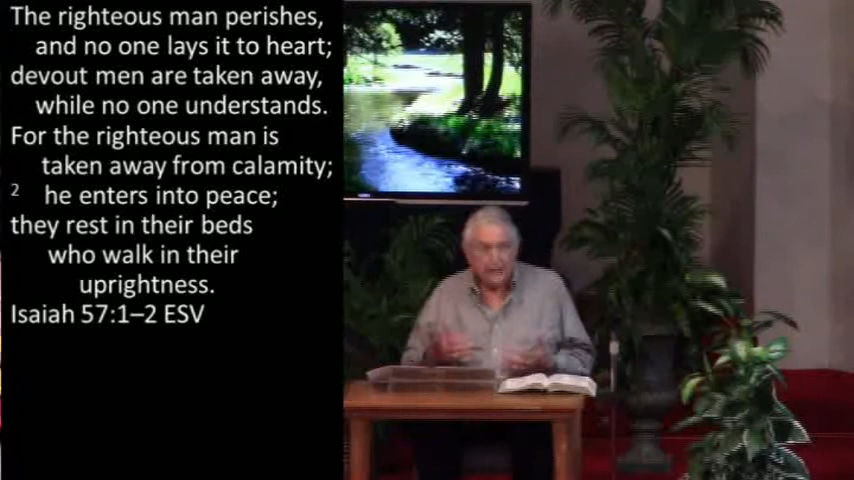 The righteous man perishes,
and no one lays it to heart;
devout men are taken away,
while no one understands.
For the righteous man is
taken away from calamity;
2 he enters into peace;
they rest in their beds
who walk in their
uprightness.
Isaiah 57:1–2 ESV